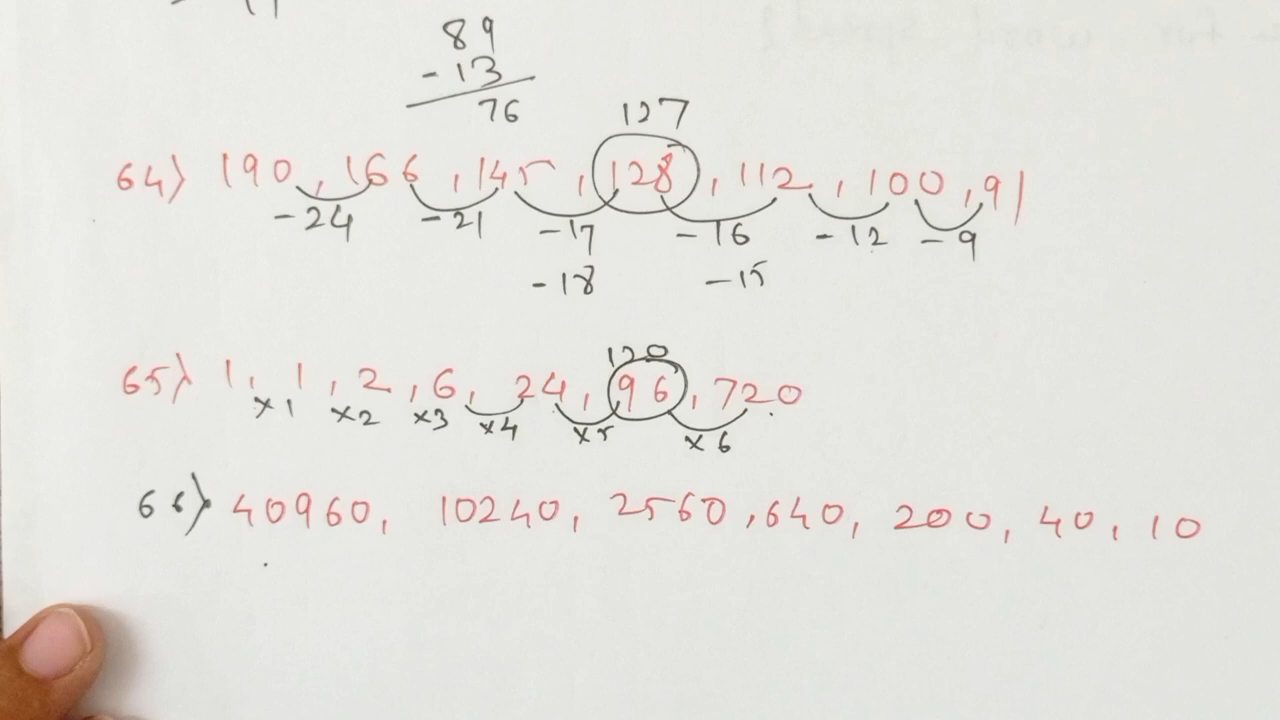 89
- 13
76
127
64) 190, 166, 145, 128, 112, 100, 91
-24 -21 -17 -16 -12 -9
-18 -15
120
65) 1, 1, 2, 6, 24, 96, 720
x1 x2 x3 x4 x5 x6
66) 40960, 10240, 2560, 640, 200, 40, 10